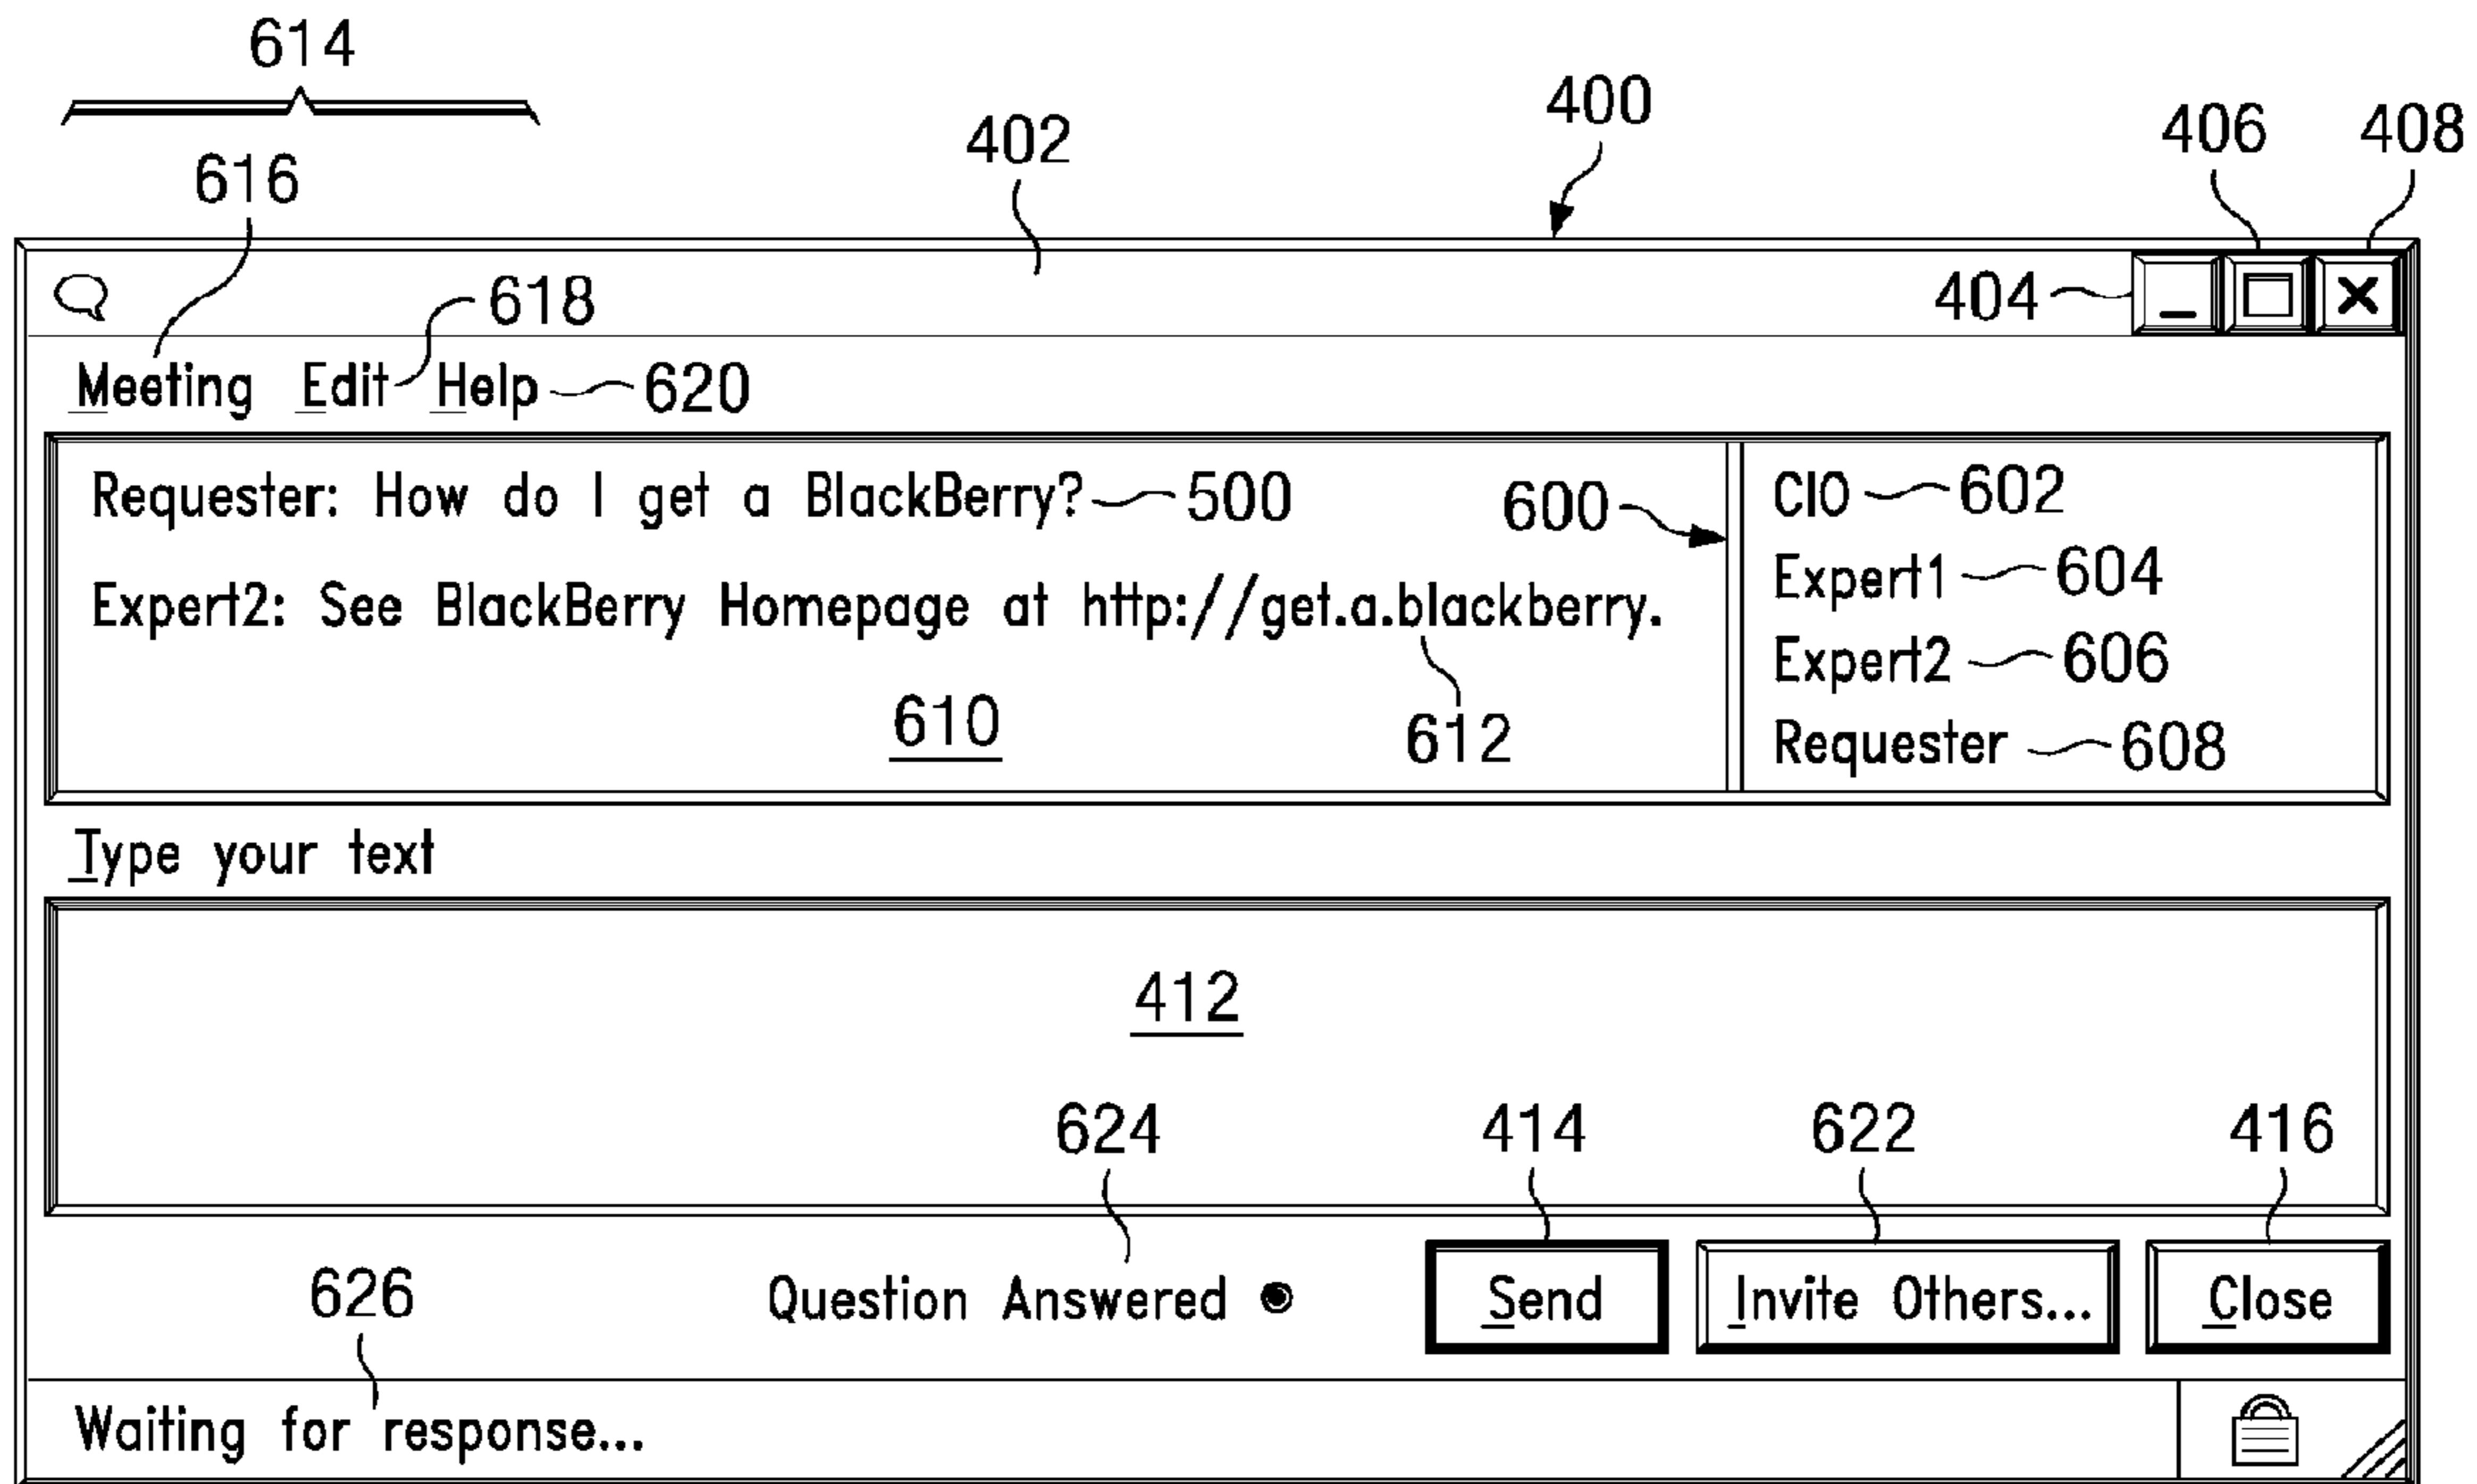 614
616
402
400
406
408
618
404
Meeting Edit Help
620
Requester: How do I get a BlackBerry?
500
600
CIO
602
Expert1
604
Expert2: See BlackBerry Homepage at http://get.a.blackberry.
Expert2
606
610
612
Requester
608
Type your text
412
624
414
622
416
626
Question Answered
Send
Invite Others...
Close
Waiting for response...